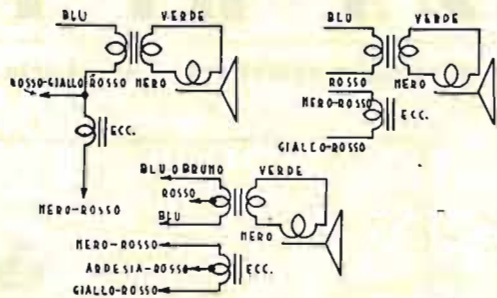 BLU VERDE
ROSSO-GIALLO/ROSSO NERO
ECC.
NERO-ROSSO
BLU VERDE
ROSSO NERO
NERO-ROSSO
ECC.
GIALLO-ROSSO
BLU O BRUNO VERDE
ROSSO
BLU
NERO
NERO-ROSSO
ARDESIA-ROSSO ECC.
GIALLO-ROSSO